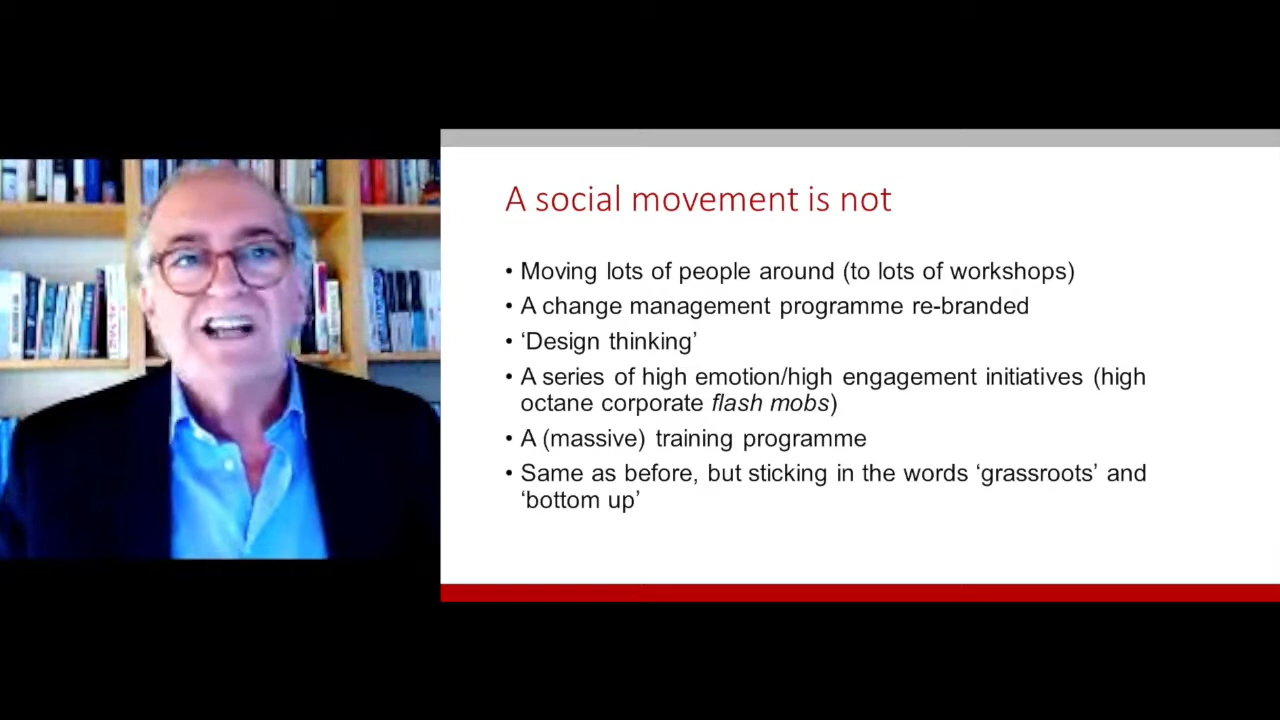 A social movement is not
• Moving lots of people around (to lots of workshops)
• A change management programme re-branded
• ‘Design thinking’
• A series of high emotion/high engagement initiatives (high
octane corporate flash mobs)
• A (massive) training programme
• Same as before, but sticking in the words ‘grassroots’ and
‘bottom up’